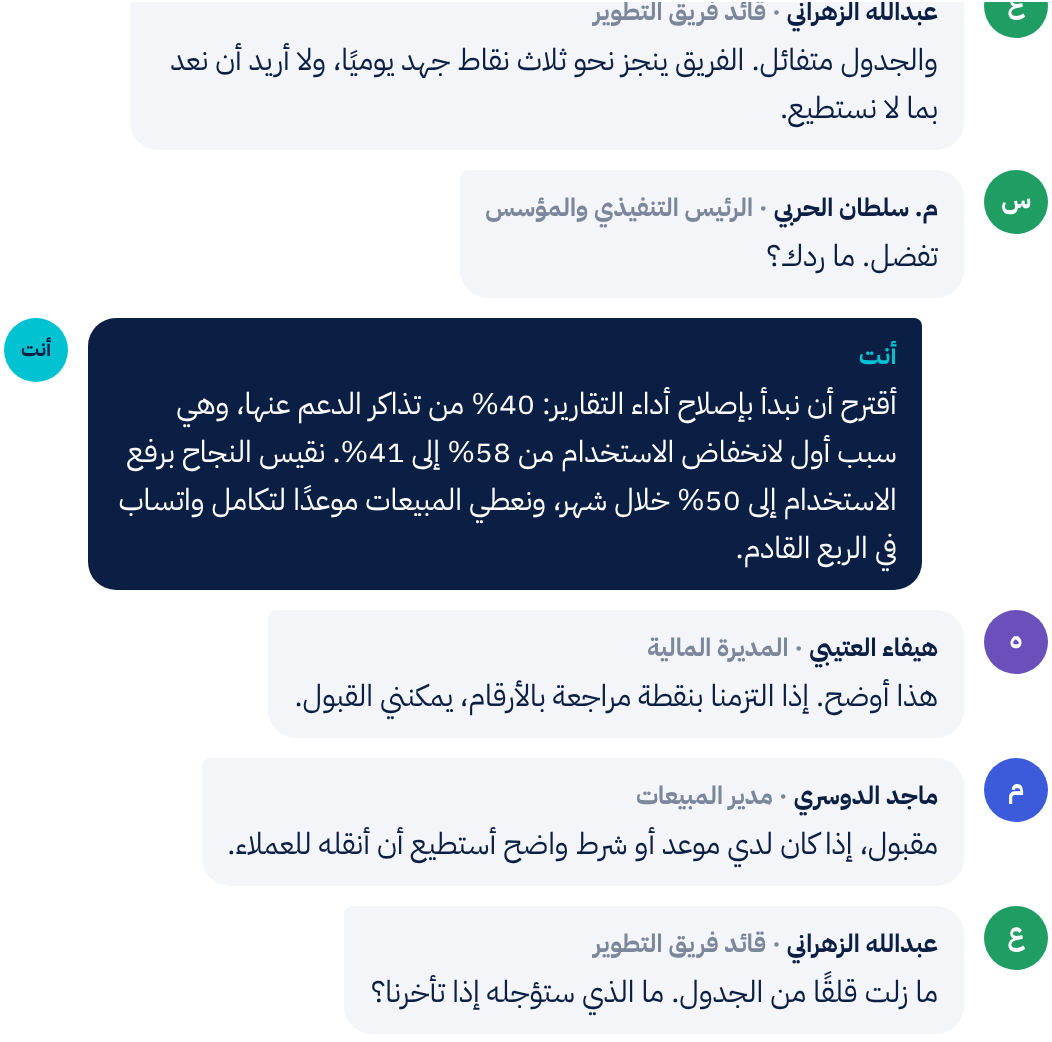 ع
عبدالله الزهراني · قائد فريق التطوير
والجدول متفائل. الفريق ينجز نحو ثلاث نقاط جهد يوميًا، ولا أريد أن نعد
بما لا نستطيع.
س
م. سلطان الحربي · الرئيس التنفيذي والمؤسس
تفضل. ما ردك؟
أنت
أنت
أقترح أن نبدأ بإصلاح أداء التقارير: 40% من تذاكر الدعم عنها، وهي
سبب أول لانخفاض الاستخدام من 58% إلى 41%. نقيس النجاح برفع
الاستخدام إلى 50% خلال شهر، ونعطي المبيعات موعدًا لتكامل واتساب
في الربع القادم.
ه
هيفاء العتيبي · المديرة المالية
هذا أوضح. إذا التزمنا بنقطة مراجعة بالأرقام، يمكنني القبول.
م
ماجد الدوسري · مدير المبيعات
مقبول، إذا كان لدي موعد أو شرط واضح أستطيع أن أنقله للعملاء.
ع
عبدالله الزهراني · قائد فريق التطوير
ما زلت قلقًا من الجدول. ما الذي ستؤجله إذا تأخرنا؟